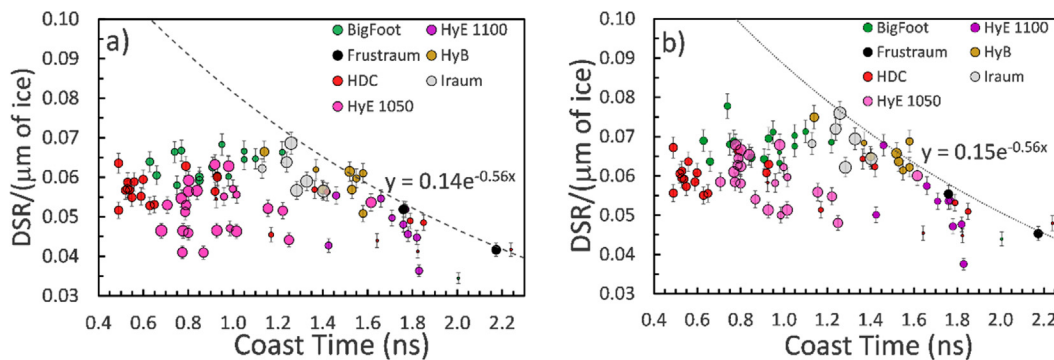 a)
BigFoot
HyE 1100
Frustraum
HyB
HDC
Iraum
HyE 1050
y = 0.14e-0.56x
DSR/(μm of ice)
0.10
0.09
0.08
0.07
0.06
0.05
0.04
0.03
0.4 0.6 0.8 1.0 1.2 1.4 1.6 1.8 2.0 2.2
Coast Time (ns)
b)
BigFoot
HyE 1100
Frustraum
HyB
HDC
Iraum
HyE 1050
y = 0.15e-0.56x
DSR/(μm of ice)
0.10
0.09
0.08
0.07
0.06
0.05
0.04
0.03
0.4 0.6 0.8 1.0 1.2 1.4 1.6 1.8 2.0 2.2
Coast Time (ns)